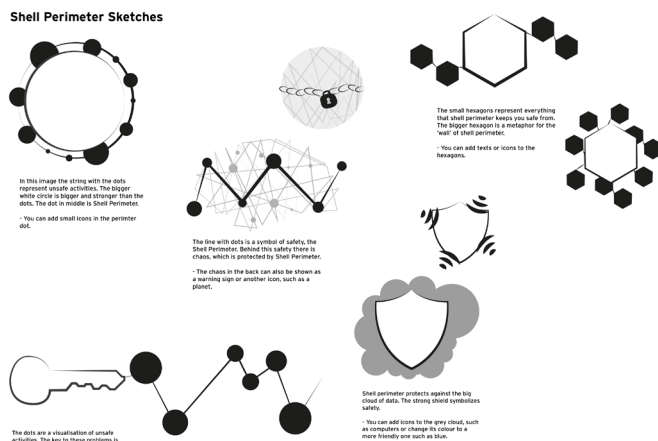 Shell Perimeter Sketches
In this image the string with the dots
represent unsafe activities. The bigger
white circle is bigger and stronger than the
dots. The dot in middle is Shell Perimeter.
- You can add small icons in the perimter
dot.
The line with dots is a symbol of safety, the
Shell Perimeter. Behind this safety there is
chaos, which is protected by Shell Perimeter.
- The chaos in the back can also be shown as
a warning sign or another icon, such as a
planet.
The small hexagons represent everything
that shell perimeter keeps you safe from.
The bigger hexagon is a metaphor for the
'wall' of shell perimeter.
- You can add texts or icons to the
hexagons.
Shell perimeter protects against the big
cloud of data. The strong shield symbolizes
safety.
- You can add icons to the grey cloud, such
as computers or change its colour to a
more friendly one such as blue.
The dots are a visualisation of unsafe
activities. The key to these problems is